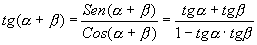 tg(α + β) = Sen(α + β) / Cos(α + β) = tgα + tgβ / 1 − tgα · tgβ